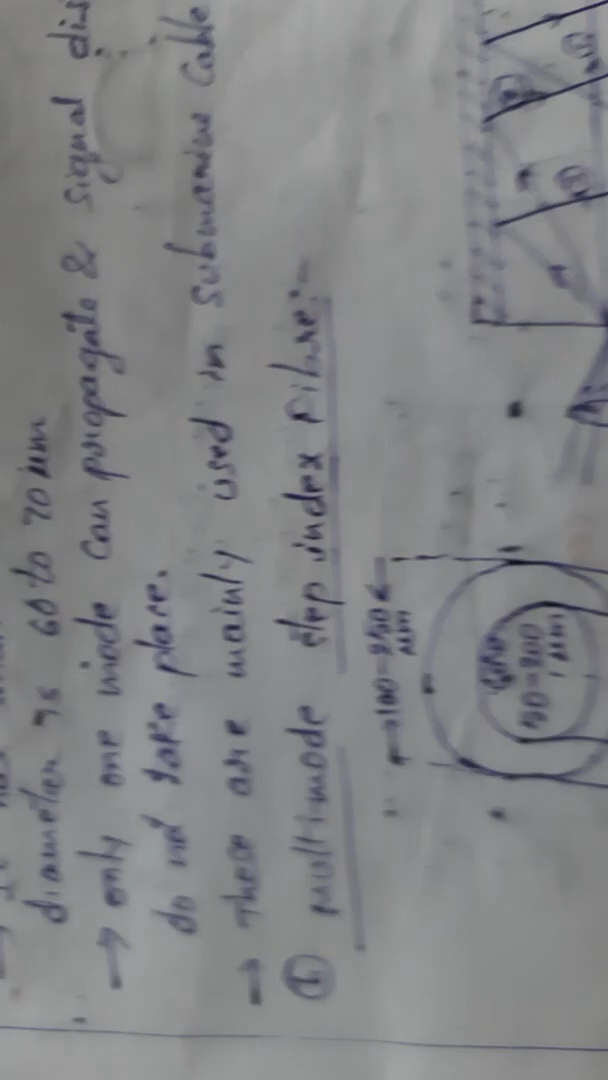 diameter is 60 to 70 µm
→ only one mode can propagate & signal dis
do not take place.
→ These are mainly used in submarine cable
(b) Multimode step index fibre:-
100-250
µm
50-200
µm